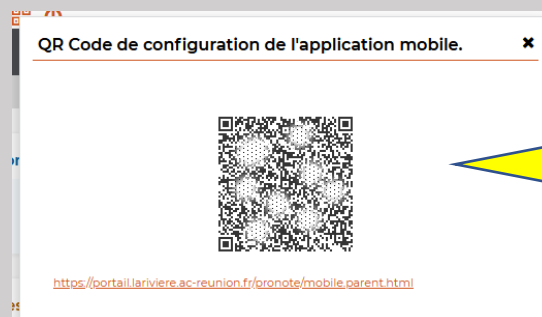 QR Code de configuration de l'application mobile.
https://portail.lariviere.ac-reunion.fr/pronote/mobile.parent.html